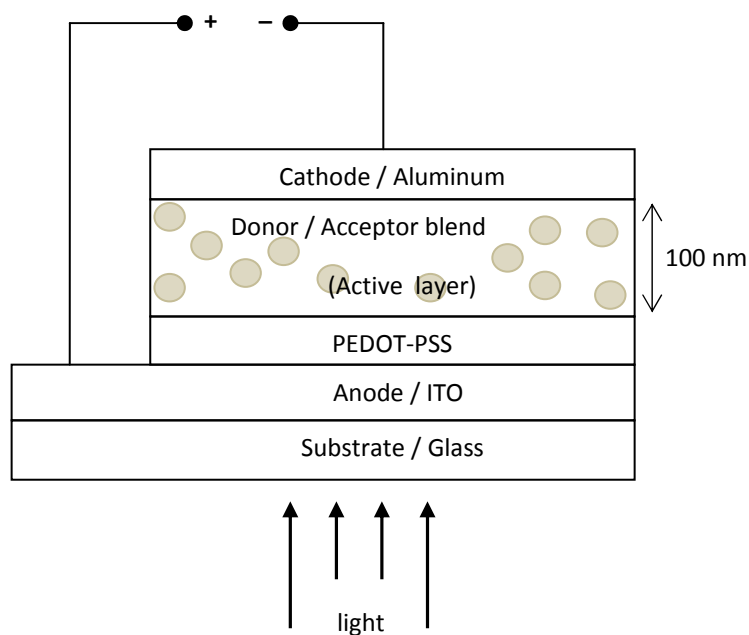 + –
Cathode / Aluminum
Donor / Acceptor blend
100 nm
(Active layer)
PEDOT-PSS
Anode / ITO
Substrate / Glass
light